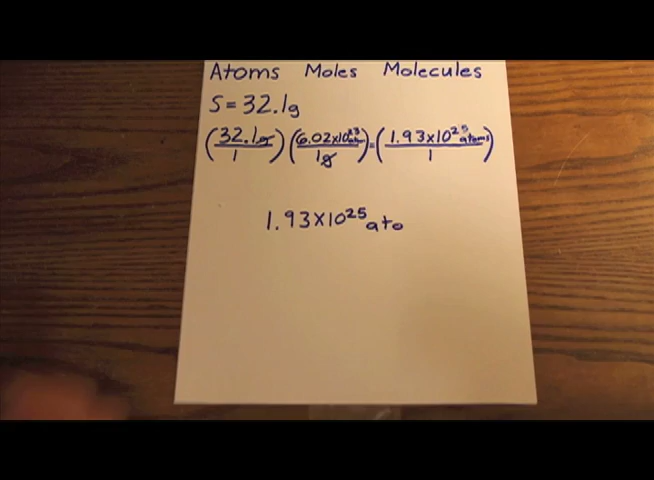 Atoms Moles Molecules
S = 32.1g
(32.1g/1) (6.02x10^23 atm/1g) = (1.93x10^25 atoms/1)
1.93x10^25 ato